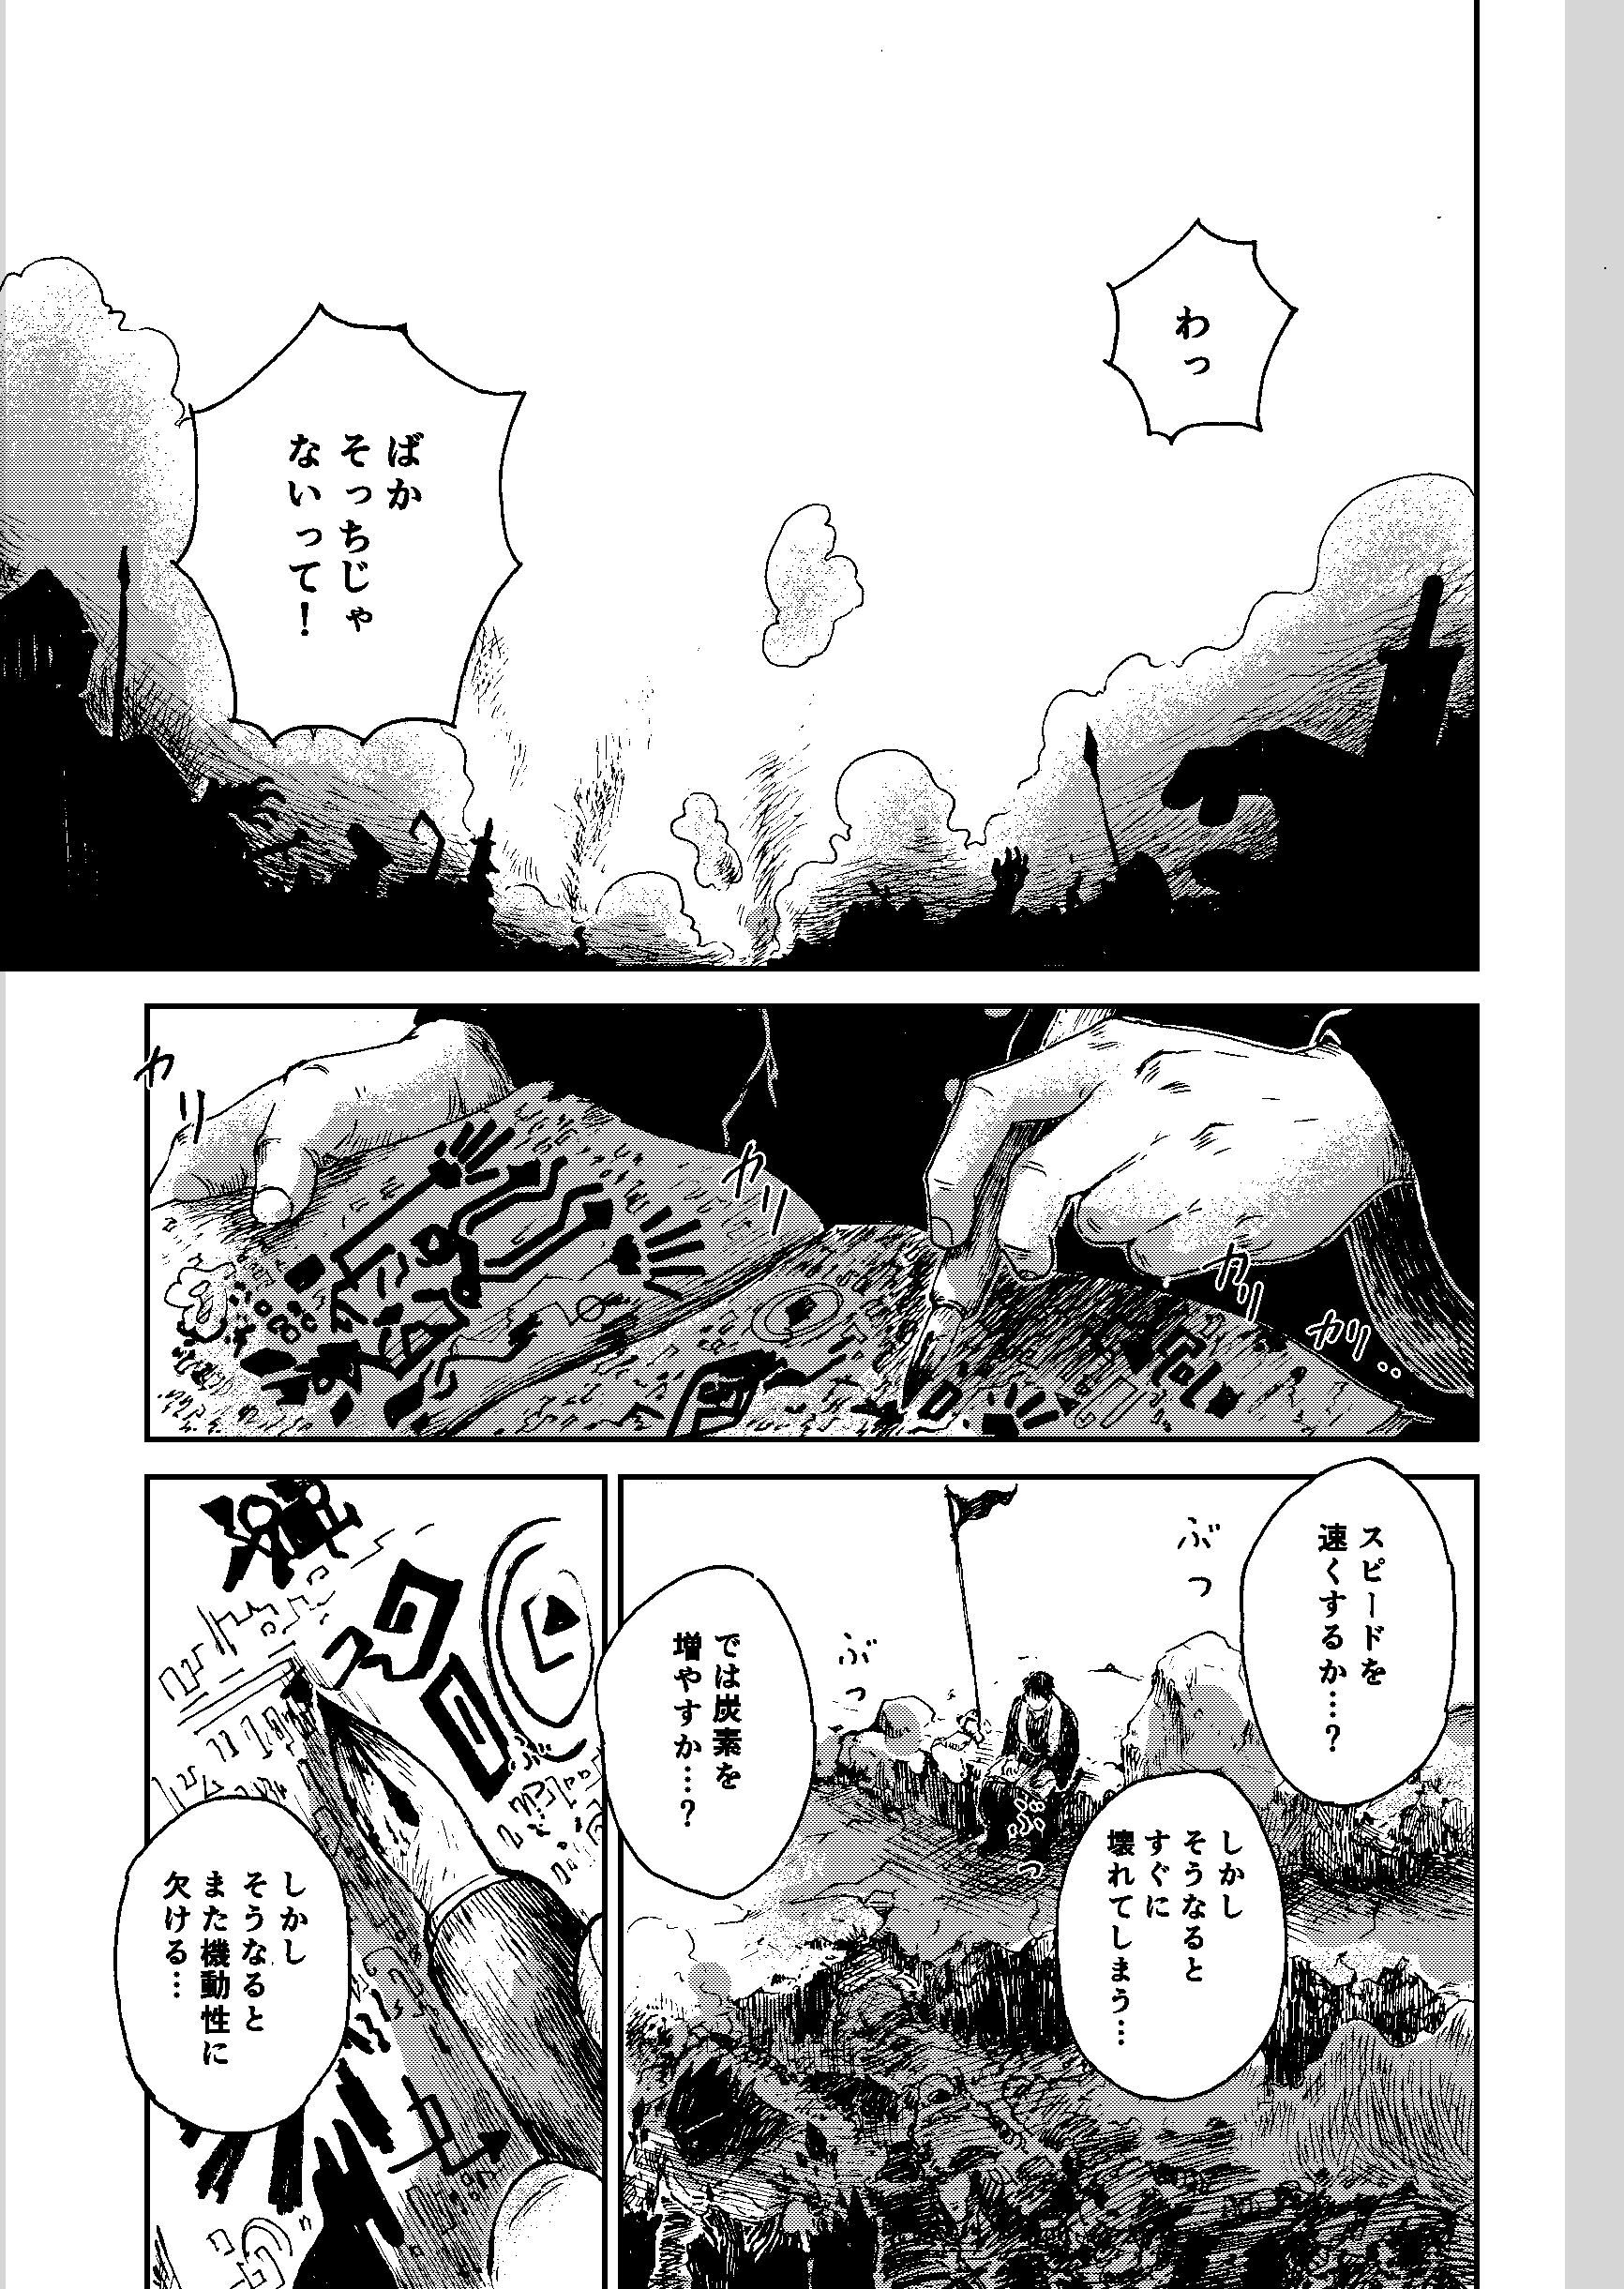 わっ
ばか
そっちじゃ
ないって！
カリ
カリ
カリ
カリ…
スピードを
速くするか…？
ぶつ
しかし
そうなると
すぐに
壊れてしまう…
ぶつ
では炭素を
増やすか…？
しかし
そうなると
また機動性に
欠ける…